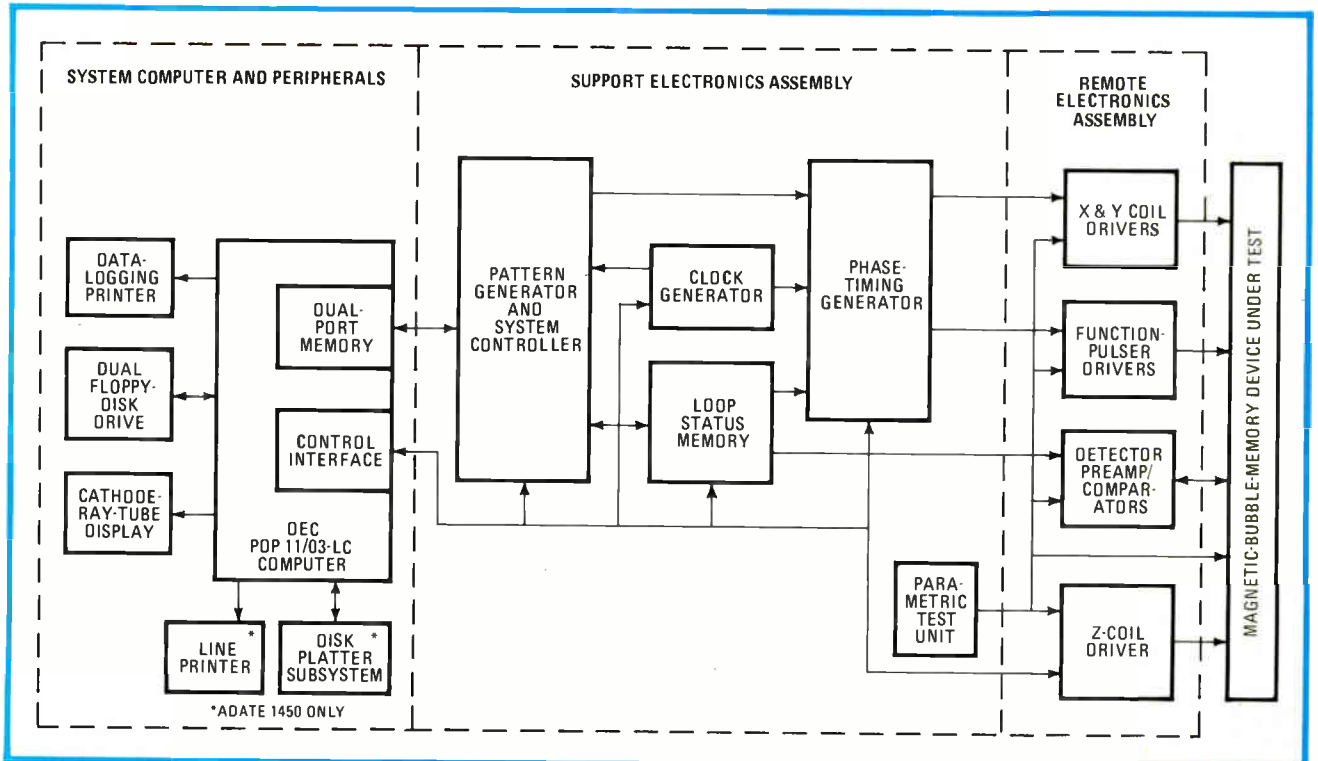 SYSTEM COMPUTER AND PERIPHERALS
SUPPORT ELECTRONICS ASSEMBLY
REMOTE
ELECTRONICS
ASSEMBLY
DATA-
LOGGING
PRINTER
DUAL
FLOPPY-
DISK
DRIVE
CATHODE-
RAY-TUBE
DISPLAY
DUAL-
PORT
MEMORY
CONTROL
INTERFACE
DEC
PDP 11/03-LC
COMPUTER
LINE *
PRINTER
DISK *
PLATTER
SUBSYSTEM
*ADATE 1450 ONLY
PATTERN
GENERATOR
AND
SYSTEM
CONTROLLER
CLOCK
GENERATOR
LOOP
STATUS
MEMORY
PHASE-
TIMING
GENERATOR
PARA-
METRIC
TEST
UNIT
X & Y COIL
DRIVERS
FUNCTION-
PULSER
DRIVERS
DETECTOR
PREAMP/
COMPAR-
ATORS
Z-COIL
DRIVER
MAGNETIC-BUBBLE-MEMORY DEVICE UNDER TEST